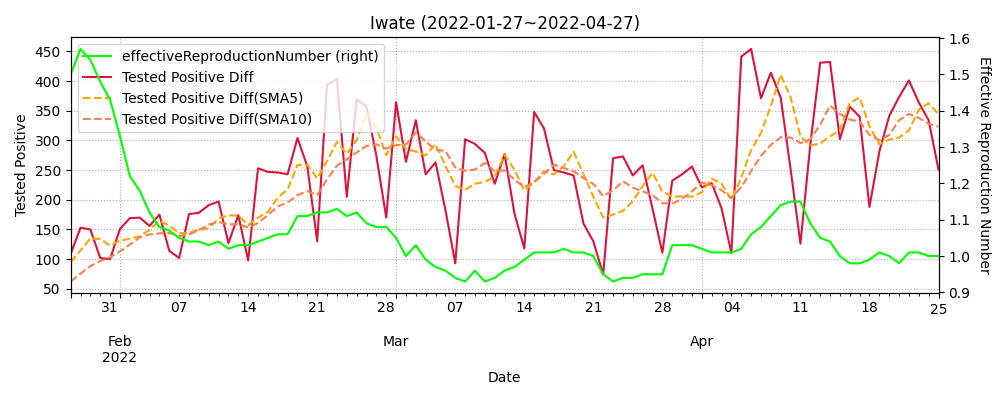 Iwate (2022-01-27~2022-04-27)
effectiveReproductionNumber (right)
Tested Positive Diff
Tested Positive Diff(SMA5)
Tested Positive Diff(SMA10)
Tested Positive
450
400
350
300
250
200
150
100
50
1.6
1.5
1.4
1.3
1.2
1.1
1.0
0.9
Effective Reproduction Number
31 07 14 21 28 07 14 21 28 04 11 18 25
Feb Mar Apr
2022
Date